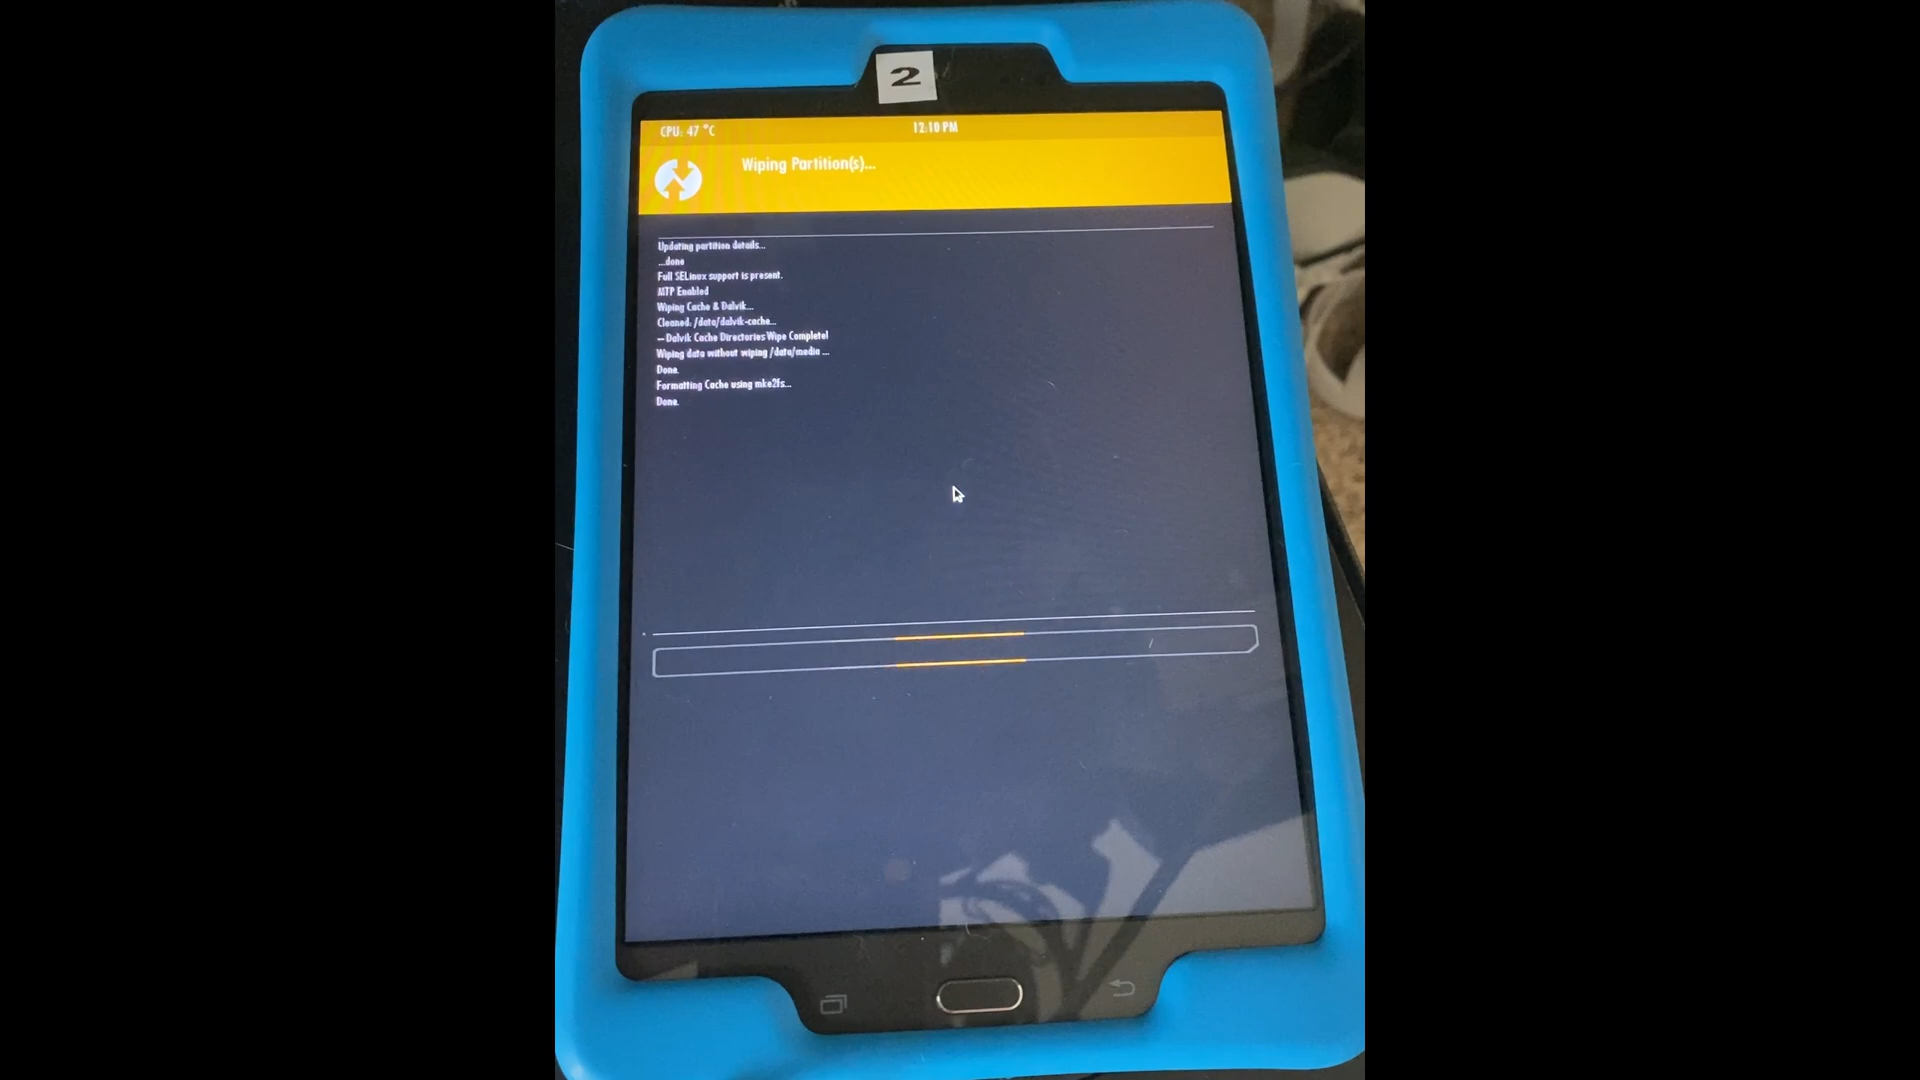 2
CPU: 47 °C
12:10 PM
Wiping Partition(s)...
Updating partition details...
...done
Full SELinux support is present.
MTP Enabled
Wiping Cache & Dalvik...
Cleaned: /data/dalvik-cache...
-- Dalvik Cache Directories Wipe Complete!
Wiping data without wiping /data/media ...
Done.
Formatting Cache using mke2fs...
Done.